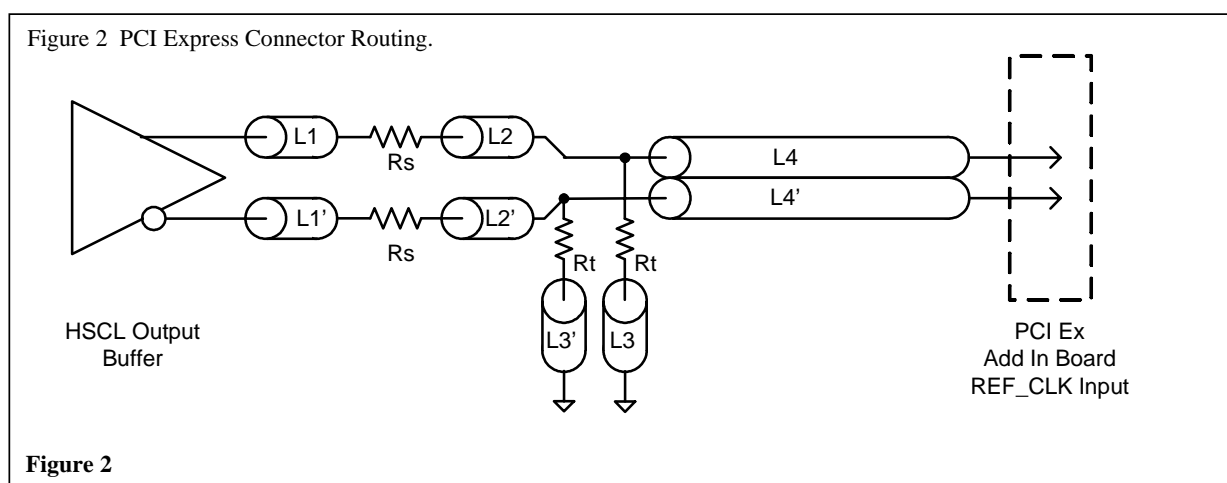 Figure 2 PCI Express Connector Routing.
L1
Rs
L2
L4
L1'
Rs
L2'
L4'
Rt
Rt
L3'
L3
HSCL Output
Buffer
PCI Ex
Add In Board
REF_CLK Input
Figure 2